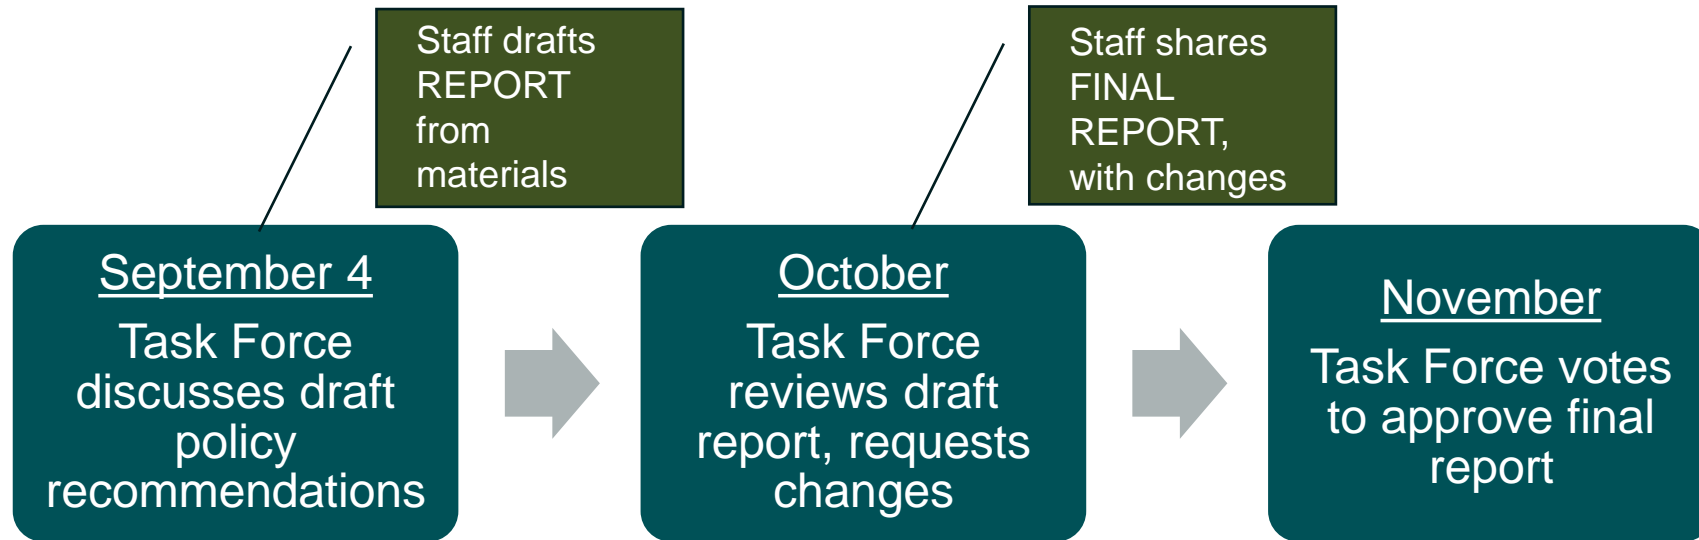 Staff drafts
REPORT
from
materials
Staff shares
FINAL
REPORT,
with changes
September 4
Task Force
discusses draft
policy
recommendations
October
Task Force
reviews draft
report, requests
changes
November
Task Force votes
to approve final
report